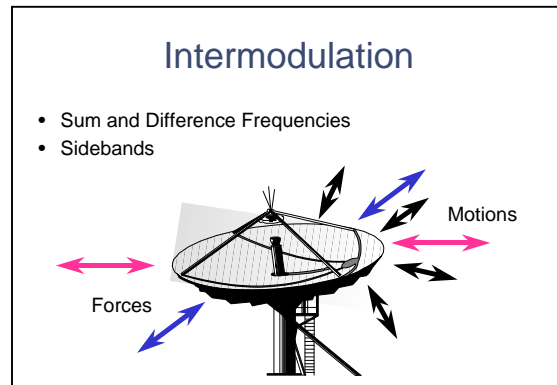 Intermodulation
• Sum and Difference Frequencies
• Sidebands
Motions
Forces